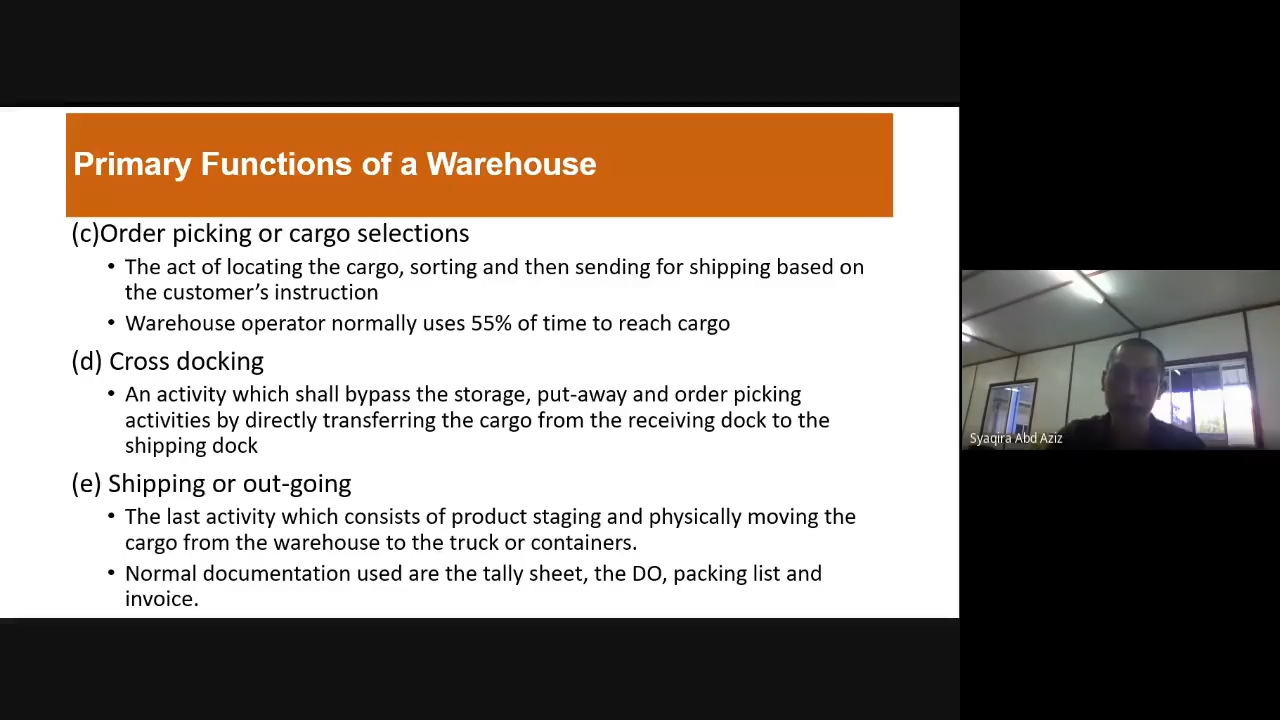 Primary Functions of a Warehouse
(c)Order picking or cargo selections
• The act of locating the cargo, sorting and then sending for shipping based on
the customer’s instruction
• Warehouse operator normally uses 55% of time to reach cargo
(d) Cross docking
• An activity which shall bypass the storage, put-away and order picking
activities by directly transferring the cargo from the receiving dock to the
shipping dock
(e) Shipping or out-going
• The last activity which consists of product staging and physically moving the
cargo from the warehouse to the truck or containers.
• Normal documentation used are the tally sheet, the DO, packing list and
invoice.
Syaqira Abd Aziz